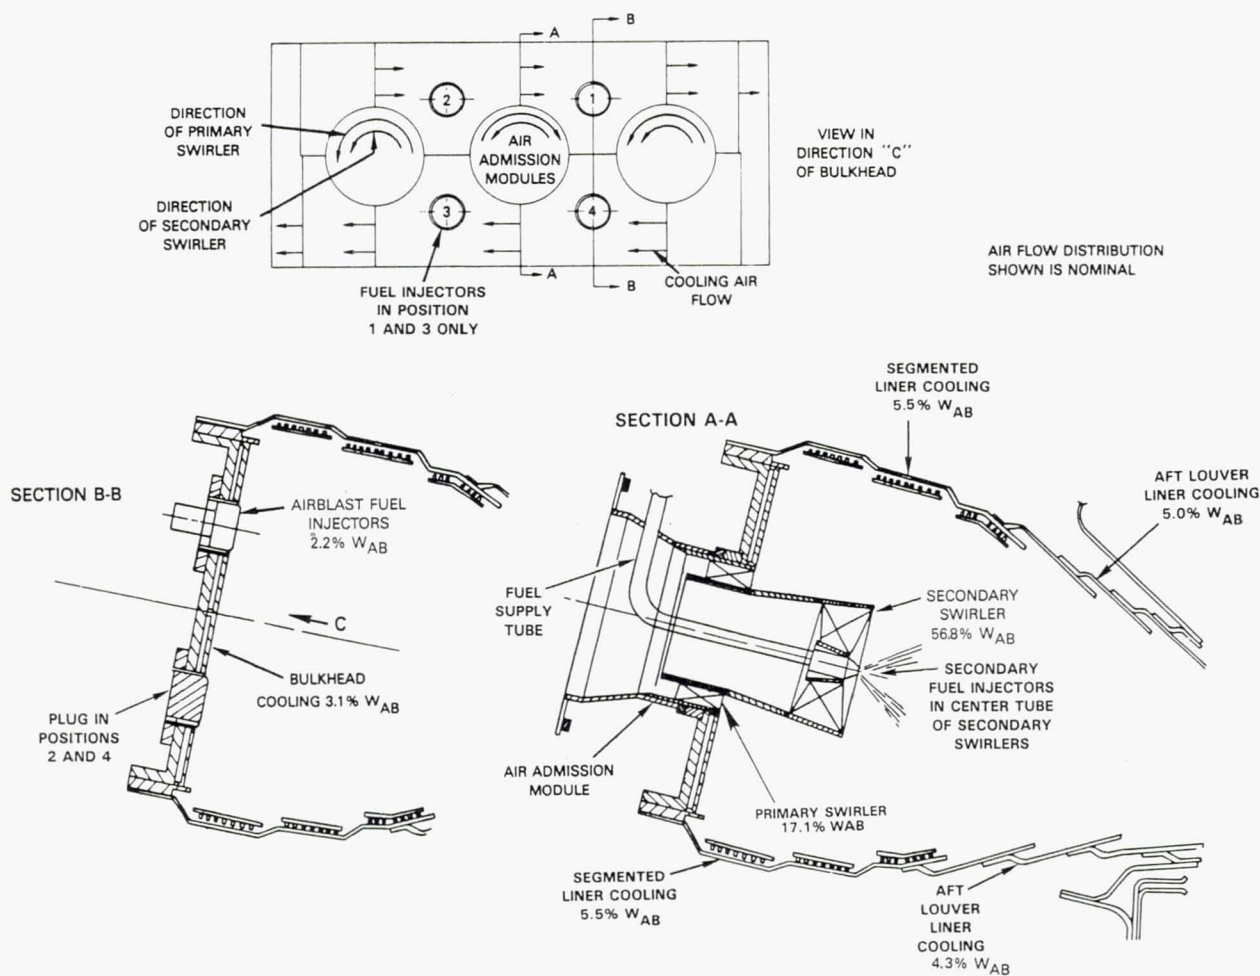 B
A
DIRECTION
OF PRIMARY
SWIRLER
2
1
AIR
ADMISSION
MODULES
VIEW IN
DIRECTION "C"
OF BULKHEAD
DIRECTION
OF SECONDARY
SWIRLER
3
4
A
B
COOLING AIR
FLOW
FUEL INJECTORS
IN POSITION
1 AND 3 ONLY
AIR FLOW DISTRIBUTION
SHOWN IS NOMINAL
SECTION B-B
AIRBLAST FUEL
INJECTORS
2.2% WAB
C
BULKHEAD
COOLING 3.1% WAB
PLUG IN
POSITIONS
2 AND 4
SECTION A-A
SEGMENTED
LINER COOLING
5.5% WAB
AFT LOUVER
LINER COOLING
5.0% WAB
FUEL
SUPPLY
TUBE
SECONDARY
SWIRLER
56.8% WAB
SECONDARY
FUEL INJECTORS
IN CENTER TUBE
OF SECONDARY
SWIRLERS
AIR ADMISSION
MODULE
PRIMARY SWIRLER
17.1% WAB
SEGMENTED
LINER COOLING
5.5% WAB
AFT
LOUVER
LINER
COOLING
4.3% WAB